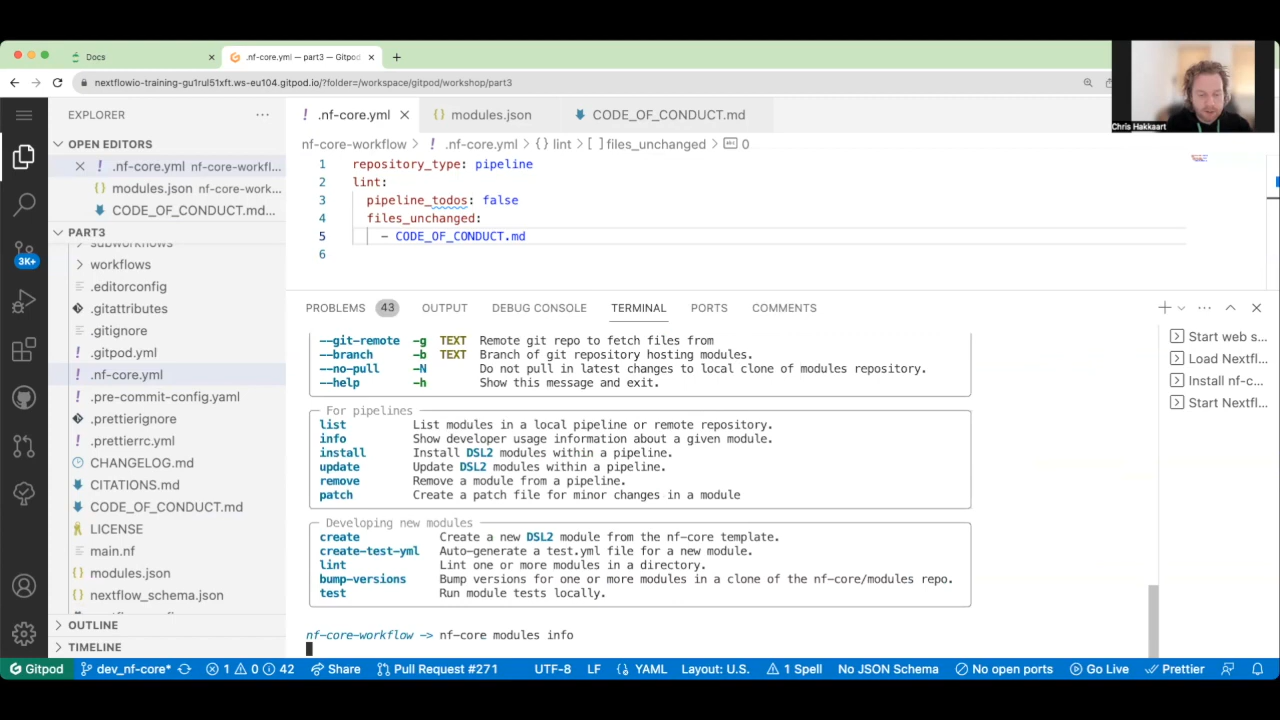 Docs
.nf-core.yml — part3 — Gitpod
nextflowio-training-gu1rul51xft.ws-eu104.gitpod.io/?folder=/workspace/gitpod/workshop/part3
Chris Hakkaart
EXPLORER
OPEN EDITORS
.nf-core.yml nf-core-workfl...
modules.json nf-core-work...
CODE_OF_CONDUCT.md...
PART3
subworkflows
workflows
.editorconfig
.gitattributes
.gitignore
.gitpod.yml
.nf-core.yml
.pre-commit-config.yaml
.prettierignore
.prettierrc.yml
CHANGELOG.md
CITATIONS.md
CODE_OF_CONDUCT.md
LICENSE
main.nf
modules.json
nextflow_schema.json
OUTLINE
TIMELINE
3K+
.nf-core.yml
modules.json
CODE_OF_CONDUCT.md
nf-core-workflow > .nf-core.yml > {} lint > [ ] files_unchanged > 0
1 repository_type: pipeline
2 lint:
3 pipeline_todos: false
4 files_unchanged:
5 - CODE_OF_CONDUCT.md
6
PROBLEMS 43 OUTPUT DEBUG CONSOLE TERMINAL PORTS COMMENTS
--git-remote -g TEXT Remote git repo to fetch files from
--branch -b TEXT Branch of git repository hosting modules.
--no-pull -N Do not pull in latest changes to local clone of modules repository.
--help -h Show this message and exit.
For pipelines
list List modules in a local pipeline or remote repository.
info Show developer usage information about a given module.
install Install DSL2 modules within a pipeline.
update Update DSL2 modules within a pipeline.
remove Remove a module from a pipeline.
patch Create a patch file for minor changes in a module
Developing new modules
create Create a new DSL2 module from the nf-core template.
create-test-yml Auto-generate a test.yml file for a new module.
lint Lint one or more modules in a directory.
bump-versions Bump versions for one or more modules in a clone of the nf-core/modules repo.
test Run module tests locally.
nf-core-workflow -> nf-core modules info
Start web s...
Load Nextfl...
Install nf-c...
Start Nextfl...
Gitpod dev_nf-core* 1 0 42 Share Pull Request #271 UTF-8 LF YAML Layout: U.S. 1 Spell No JSON Schema No open ports Go Live Prettier